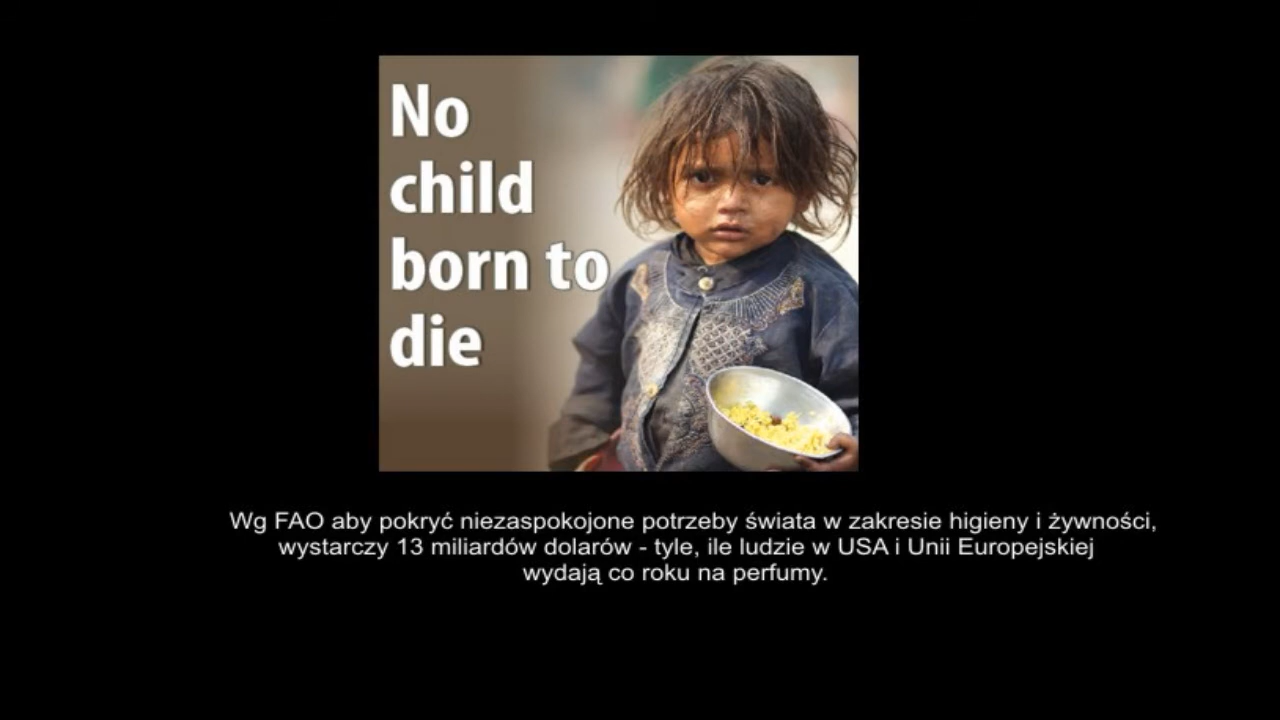 No
child
born to
die
Wg FAO aby pokryć niezaspokojone potrzeby świata w zakresie higieny i żywności,
wystarczy 13 miliardów dolarów - tyle, ile ludzie w USA i Unii Europejskiej
wydają co roku na perfumy.